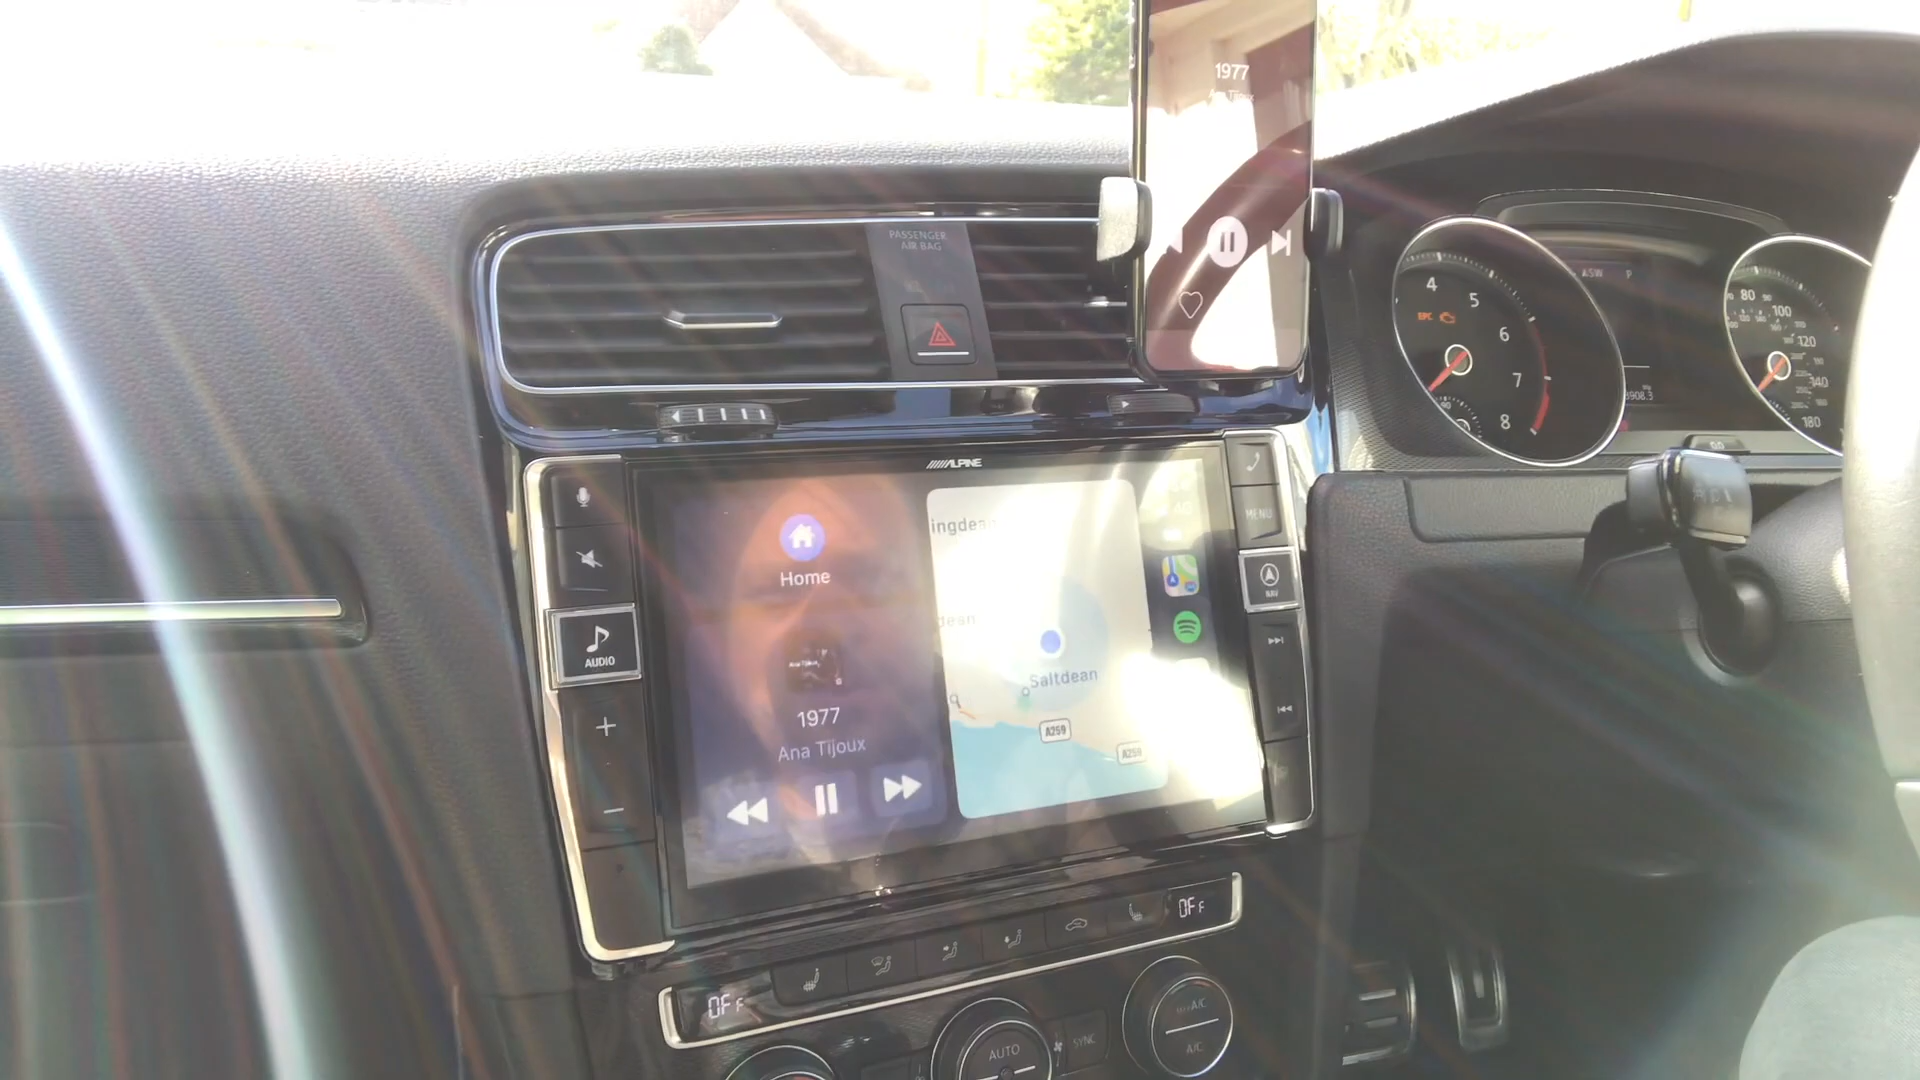 1977
PASSENGER
AIR BAG
4
5
6
7
8
EPC
P
80
100
120
140
180
ALPINE
MENU
NAV
AUDIO
Home
1977
Ana Tijoux
Saltdean
A259
A259
OFF
OFF
AUTO
SYNC
A/C